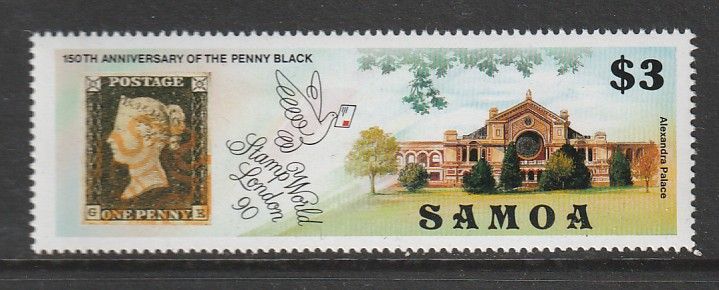 150TH ANNIVERSARY OF THE PENNY BLACK
POSTAGE
G ONE PENNY E
Stamp World
London
90
$3
Alexandra Palace
SAMOA